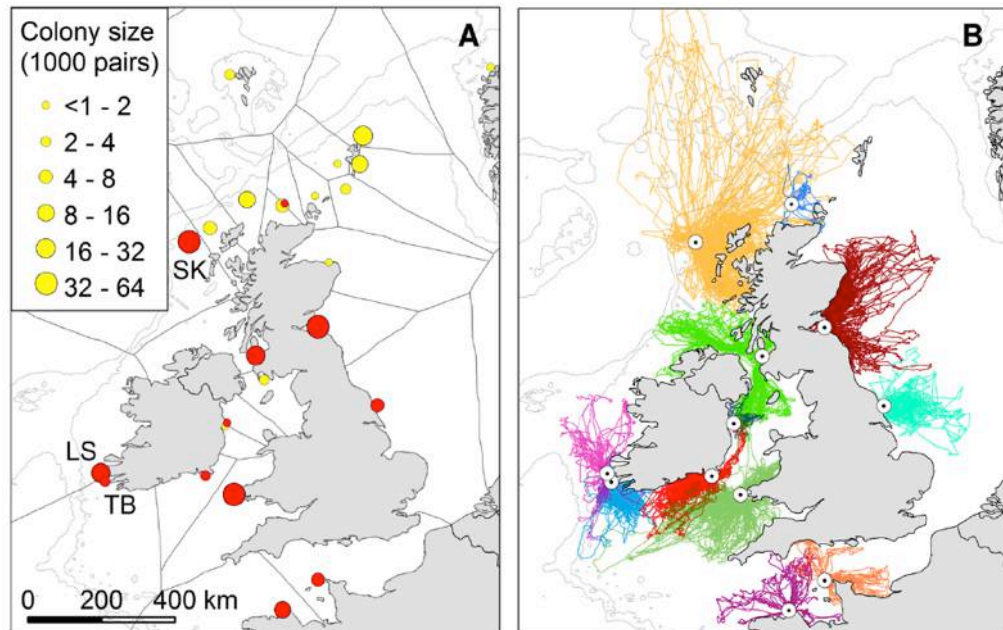 Colony size
(1000 pairs)
<1 - 2
2 - 4
4 - 8
8 - 16
16 - 32
32 - 64
A
SK
LS
TB
0 200 400 km
B